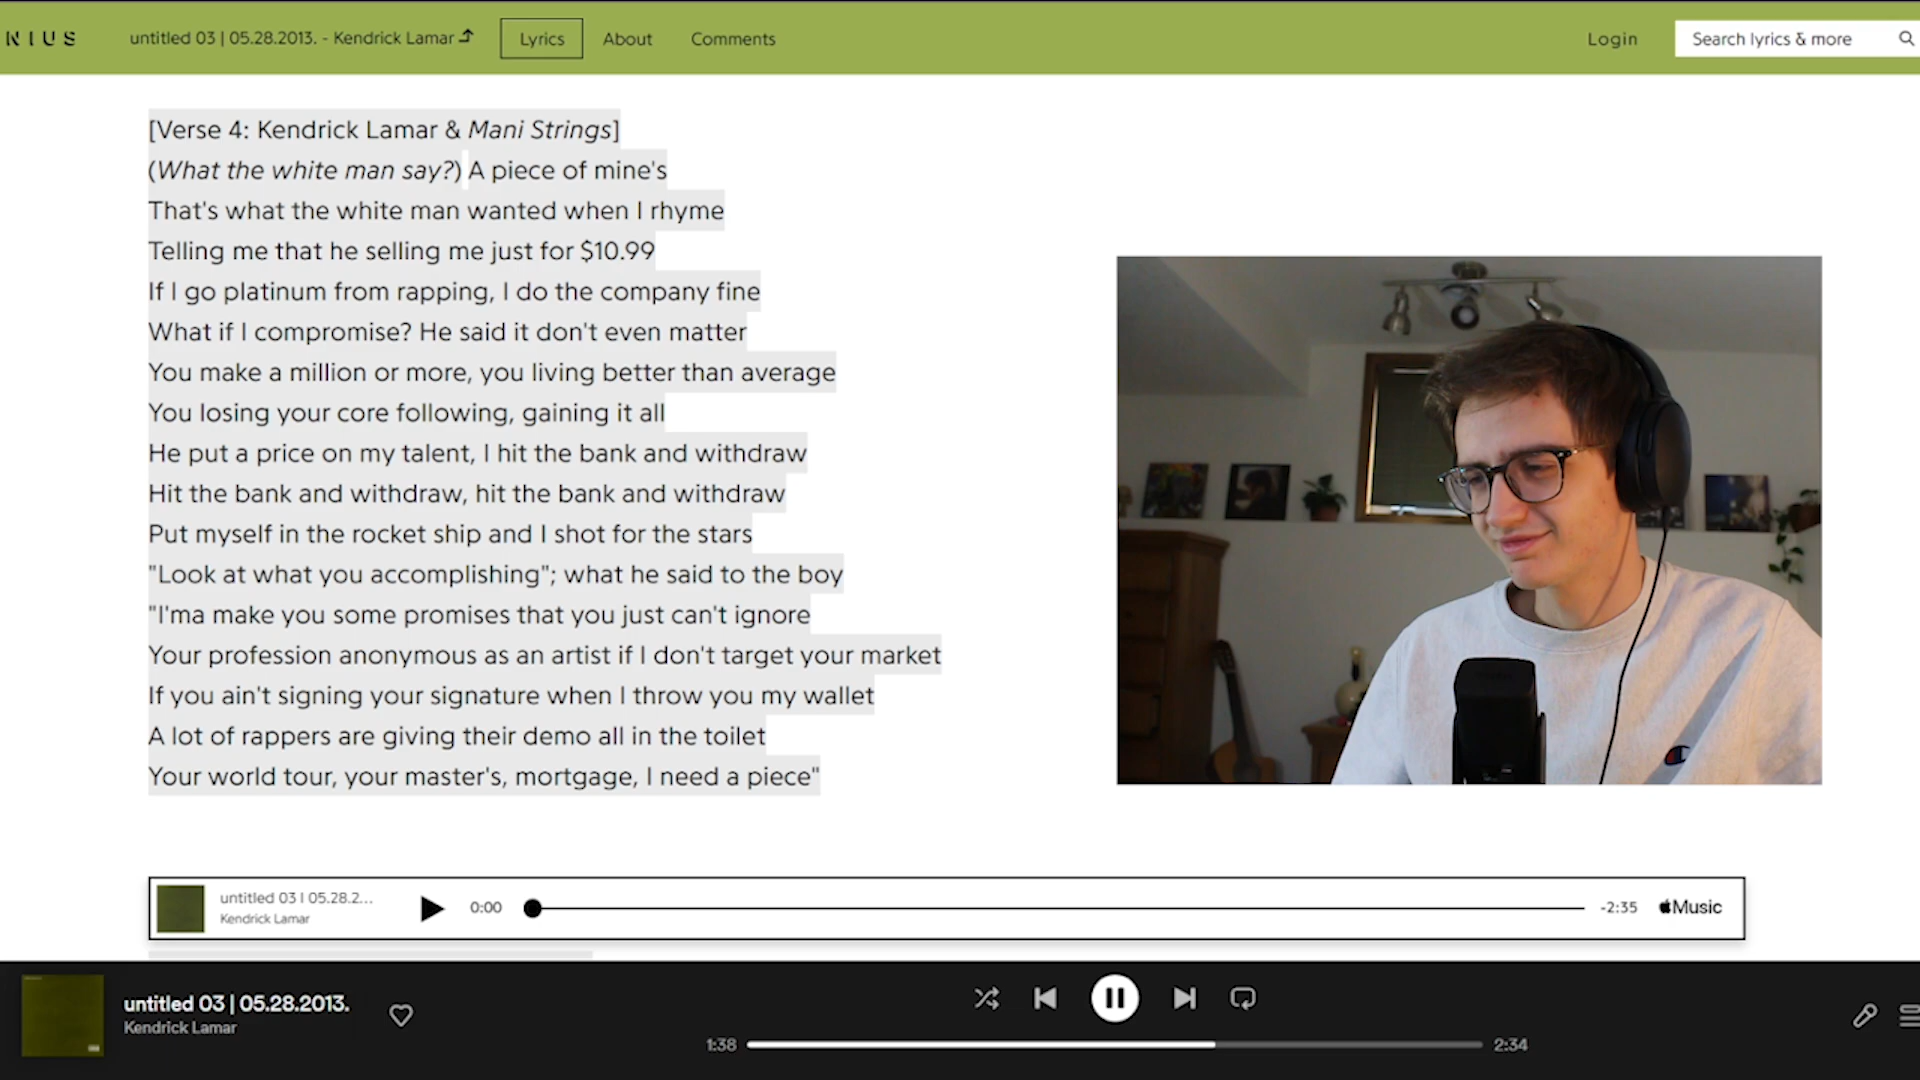 NIUS
untitled 03 | 05.28.2013. - Kendrick Lamar
Lyrics
About
Comments
Login
Search lyrics & more
[Verse 4: Kendrick Lamar & Mani Strings]
(What the white man say?) A piece of mine's
That's what the white man wanted when I rhyme
Telling me that he selling me just for $10.99
If I go platinum from rapping, I do the company fine
What if I compromise? He said it don't even matter
You make a million or more, you living better than average
You losing your core following, gaining it all
He put a price on my talent, I hit the bank and withdraw
Hit the bank and withdraw, hit the bank and withdraw
Put myself in the rocket ship and I shot for the stars
"Look at what you accomplishing"; what he said to the boy
"I'ma make you some promises that you just can't ignore
Your profession anonymous as an artist if I don't target your market
If you ain't signing your signature when I throw you my wallet
A lot of rappers are giving their demo all in the toilet
Your world tour, your master's, mortgage, I need a piece"
untitled 03 | 05.28.2...
Kendrick Lamar
0:00
-2:35
Music
untitled 03 | 05.28.2013.
Kendrick Lamar
1:38
2:34